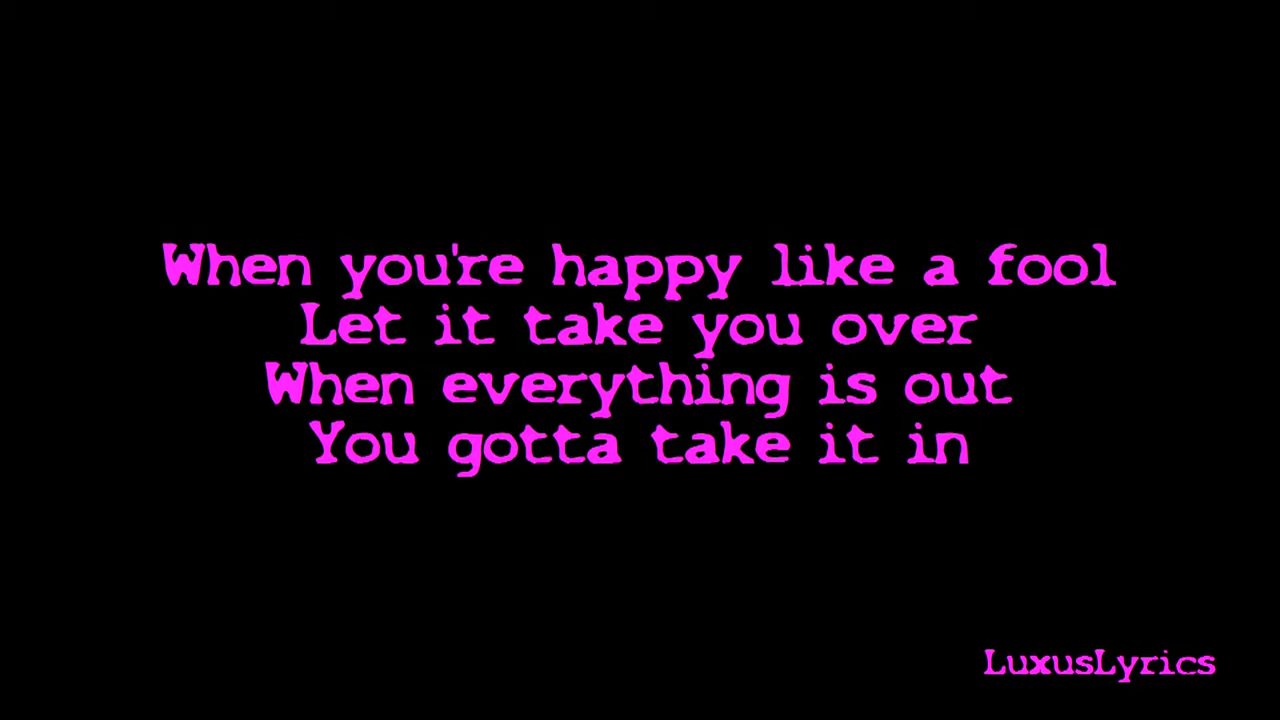 When you're happy like a fool
Let it take you over
When everything is out
You gotta take it in
LuxusLyrics